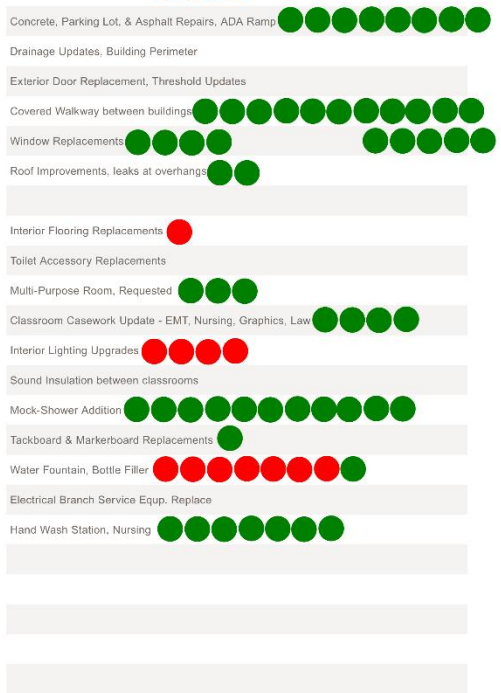 Concrete, Parking Lot, & Asphalt Repairs, ADA Ramp
Drainage Updates, Building Perimeter
Exterior Door Replacement, Threshold Updates
Covered Walkway between buildings
Window Replacements
Roof Improvements, leaks at overhangs
Interior Flooring Replacements
Toilet Accessory Replacements
Multi-Purpose Room, Requested
Classroom Casework Update - EMT, Nursing, Graphics, Law
Interior Lighting Upgrades
Sound Insulation between classrooms
Mock-Shower Addition
Tackboard & Markerboard Replacements
Water Fountain, Bottle Filler
Electrical Branch Service Equp. Replace
Hand Wash Station, Nursing